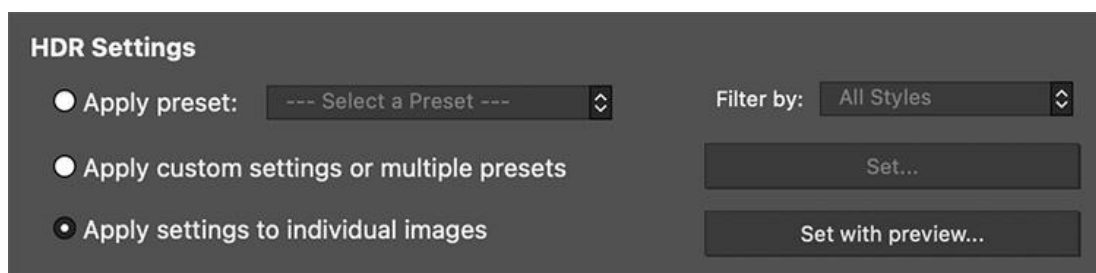 HDR Settings
Apply preset: --- Select a Preset --- Filter by: All Styles
Apply custom settings or multiple presets Set...
Apply settings to individual images Set with preview...